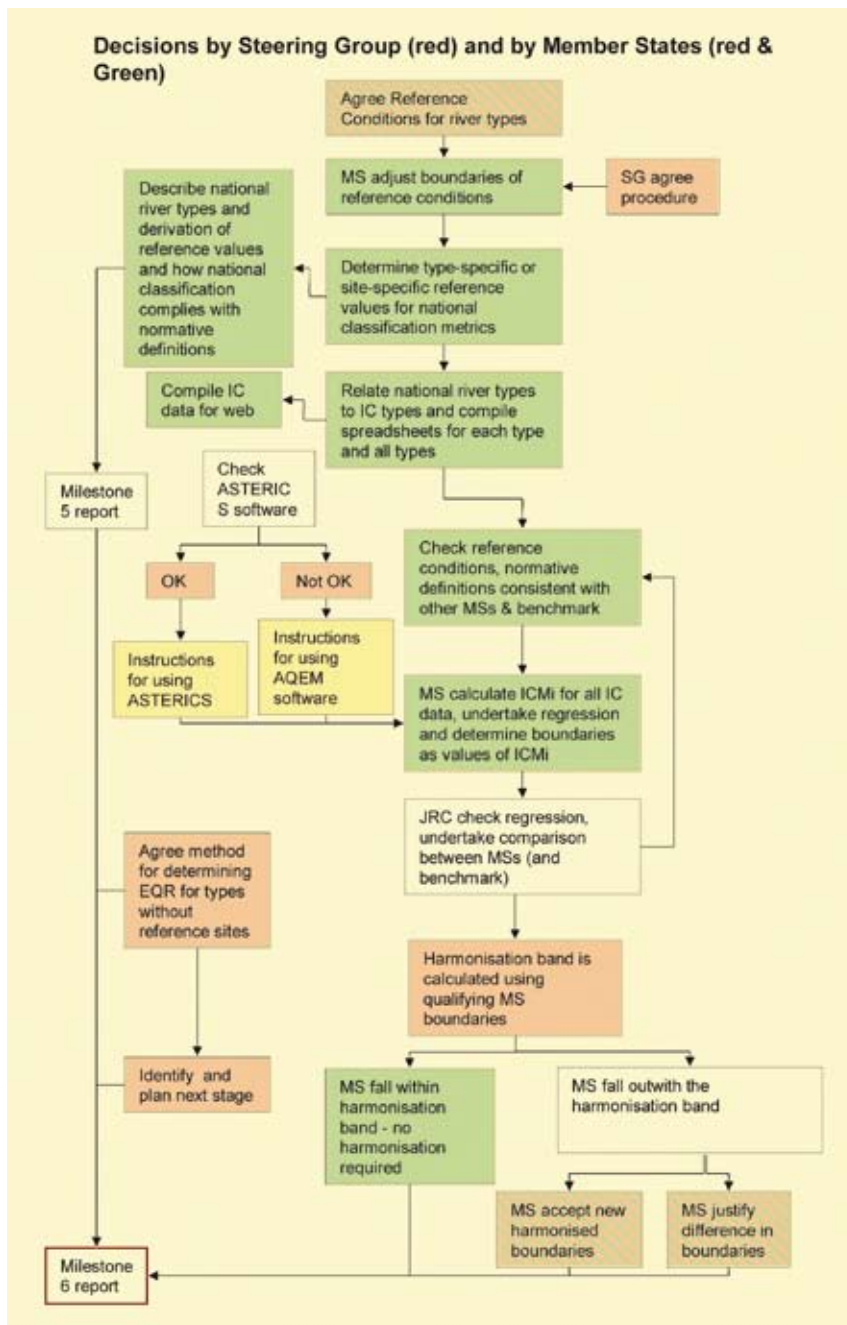 Decisions by Steering Group (red) and by Member States (red &
Green)
Agree Reference
Conditions for river types
MS adjust boundaries of
reference conditions
SG agree
procedure
Describe national
river types and
derivation of
reference values
and how national
classification
complies with
normative
definitions
Determine type-specific or
site-specific reference
values for national
classification metrics
Compile IC
data for web
Relate national river types
to IC types and compile
spreadsheets for each type
and all types
Check
ASTERIC
S software
Milestone
5 report
OK
Not OK
Check reference
conditions, normative
definitions consistent with
other MSs & benchmark
Instructions
for using
ASTERICS
Instructions
for using
AQEM
software
MS calculate ICMi for all IC
data, undertake regression
and determine boundaries
as values of ICMi
JRC check regression,
undertake comparison
between MSs (and
benchmark)
Agree method
for determining
EQR for types
without
reference sites
Harmonisation band is
calculated using
qualifying MS
boundaries
Identify and
plan next stage
MS fall within
harmonisation
band - no
harmonisation
required
MS fall outwith the
harmonisation band
MS accept new
harmonised
boundaries
MS justify
difference in
boundaries
Milestone
6 report